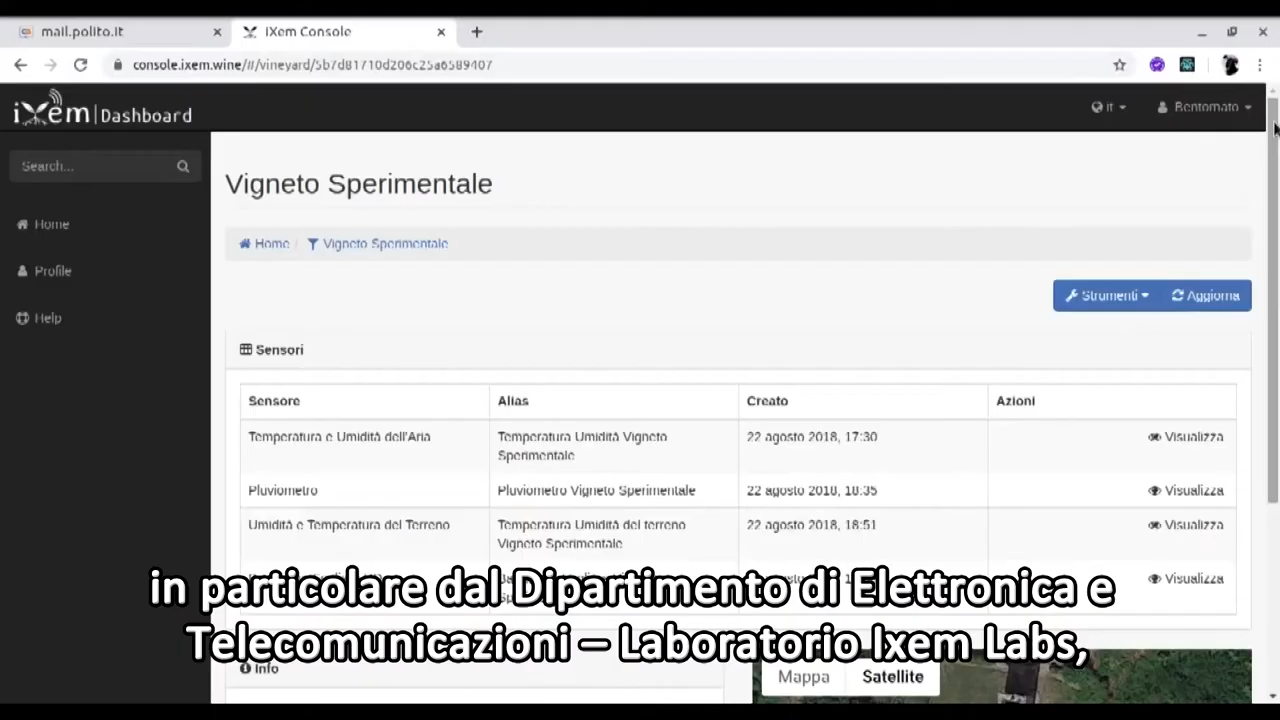 mail.polito.it
iXem Console
console.ixem.wine/#/vineyard/5b7d81710d206c25a6589407
iXem | Dashboard
it
Bentornato
Search...
Home
Profile
Help
Vigneto Sperimentale
Home / Vigneto Sperimentale
Strumenti
Aggiorna
Sensori
Sensore Alias Creato Azioni
Temperatura e Umidità dell'Aria Temperatura Umidità Vigneto 22 agosto 2018, 17:30 Visualizza
Sperimentale
Pluviometro Pluviometro Vigneto Sperimentale 22 agosto 2018, 18:35 Visualizza
Umidità e Temperatura del Terreno Temperatura Umidità del terreno 22 agosto 2018, 18:51 Visualizza
Vigneto Sperimentale
Visualizza
in particolare dal Dipartimento di Elettronica e
Telecomunicazioni – Laboratorio Ixem Labs,
Info
Mappa Satellite